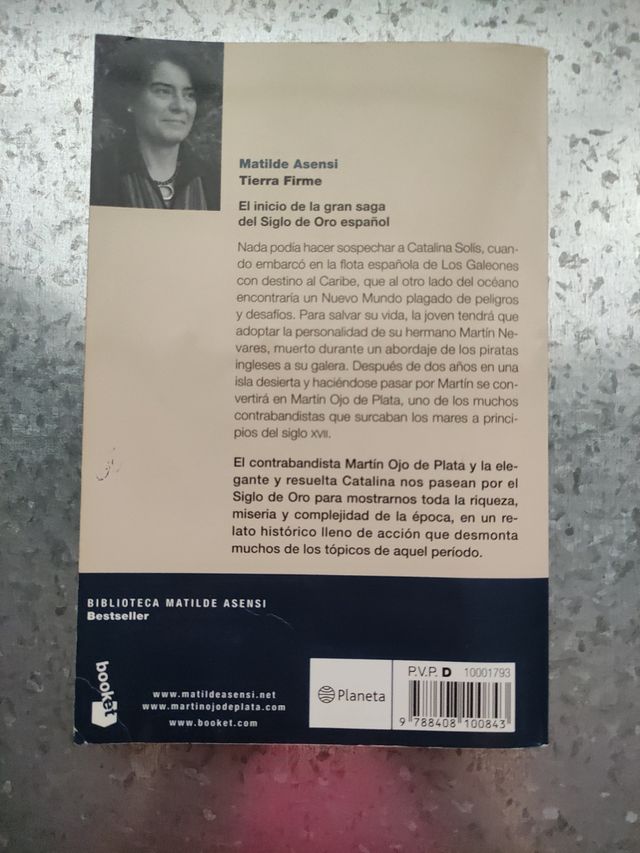 Matilde Asensi
Tierra Firme
El inicio de la gran saga
del Siglo de Oro español
Nada podía hacer sospechar a Catalina Solís, cuan-
do embarcó en la flota española de Los Galeones
con destino al Caribe, que al otro lado del océano
encontraría un Nuevo Mundo plagado de peligros
y desafíos. Para salvar su vida, la joven tendrá que
adoptar la personalidad de su hermano Martín Ne-
vares, muerto durante un abordaje de los piratas
ingleses a su galera. Después de dos años en una
isla desierta y haciéndose pasar por Martín se con-
vertirá en Martín Ojo de Plata, uno de los muchos
contrabandistas que surcaban los mares a princi-
pios del siglo XVII.
El contrabandista Martín Ojo de Plata y la ele-
gante y resuelta Catalina nos pasean por el
Siglo de Oro para mostrarnos toda la riqueza,
miseria y complejidad de la época, en un re-
lato histórico lleno de acción que desmonta
muchos de los tópicos de aquel período.
BIBLIOTECA MATILDE ASENSI
Bestseller
booket
www.matildeasensi.net
www.martinojodeplata.com
www.booket.com
Planeta
P.V.P. D 10001793
9 788408 100843